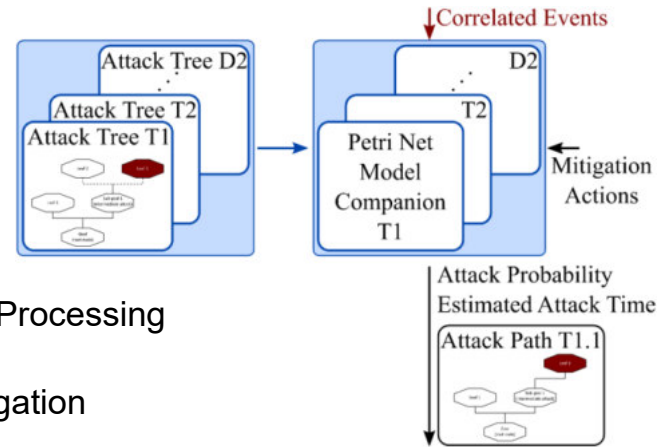 Correlated Events
Attack Tree D2
Attack Tree T2
Attack Tree T1
D2
T2
Petri Net
Model
Companion
T1
Mitigation
Actions
Attack Probability
Estimated Attack Time
Attack Path T1.1
Processing
gation